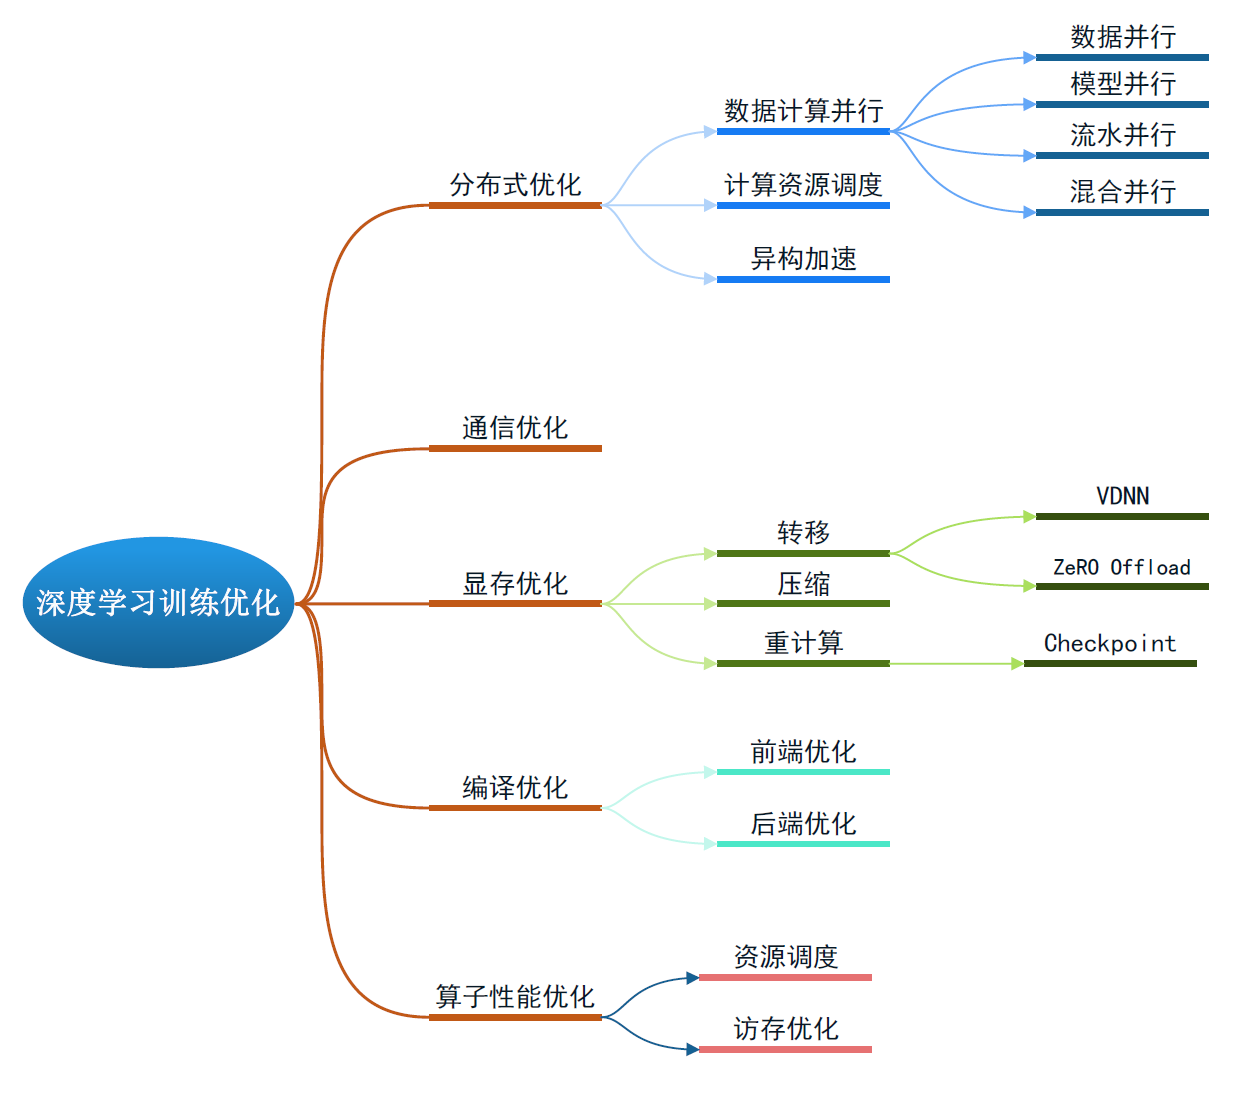 深度学习训练优化
分布式优化
数据计算并行
数据并行
模型并行
流水并行
混合并行
计算资源调度
异构加速
通信优化
显存优化
转移
VDNN
ZeRO Offload
压缩
重计算
Checkpoint
编译优化
前端优化
后端优化
算子性能优化
资源调度
访存优化